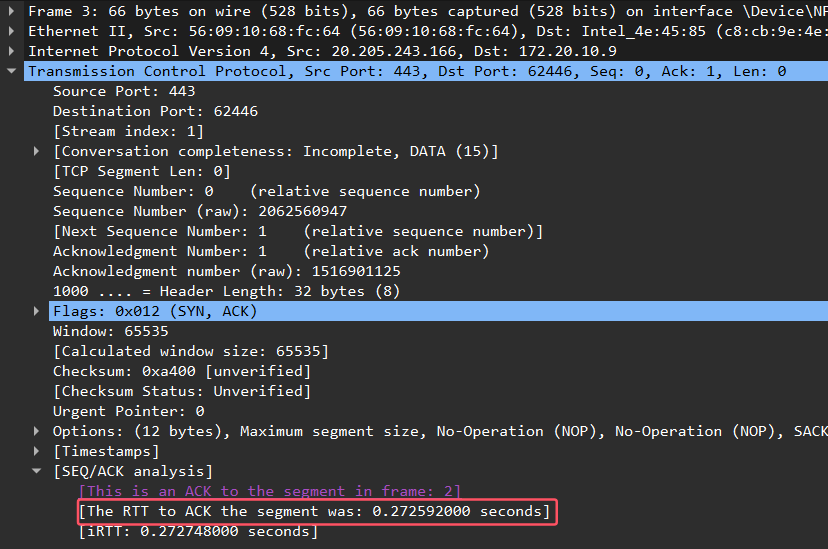 Frame 3: 66 bytes on wire (528 bits), 66 bytes captured (528 bits) on interface \Device\NP
Ethernet II, Src: 56:09:10:68:fc:64 (56:09:10:68:fc:64), Dst: Intel_4e:45:85 (c8:cb:9e:4e:
Internet Protocol Version 4, Src: 20.205.243.166, Dst: 172.20.10.9
Transmission Control Protocol, Src Port: 443, Dst Port: 62446, Seq: 0, Ack: 1, Len: 0
Source Port: 443
Destination Port: 62446
[Stream index: 1]
[Conversation completeness: Incomplete, DATA (15)]
[TCP Segment Len: 0]
Sequence Number: 0    (relative sequence number)
Sequence Number (raw): 2062560947
[Next Sequence Number: 1    (relative sequence number)]
Acknowledgment Number: 1    (relative ack number)
Acknowledgment number (raw): 1516901125
1000 .... = Header Length: 32 bytes (8)
Flags: 0x012 (SYN, ACK)
Window: 65535
[Calculated window size: 65535]
Checksum: 0xa400 [unverified]
[Checksum Status: Unverified]
Urgent Pointer: 0
Options: (12 bytes), Maximum segment size, No-Operation (NOP), No-Operation (NOP), SACK
[Timestamps]
[SEQ/ACK analysis]
[This is an ACK to the segment in frame: 2]
[The RTT to ACK the segment was: 0.272592000 seconds]
[iRTT: 0.272748000 seconds]